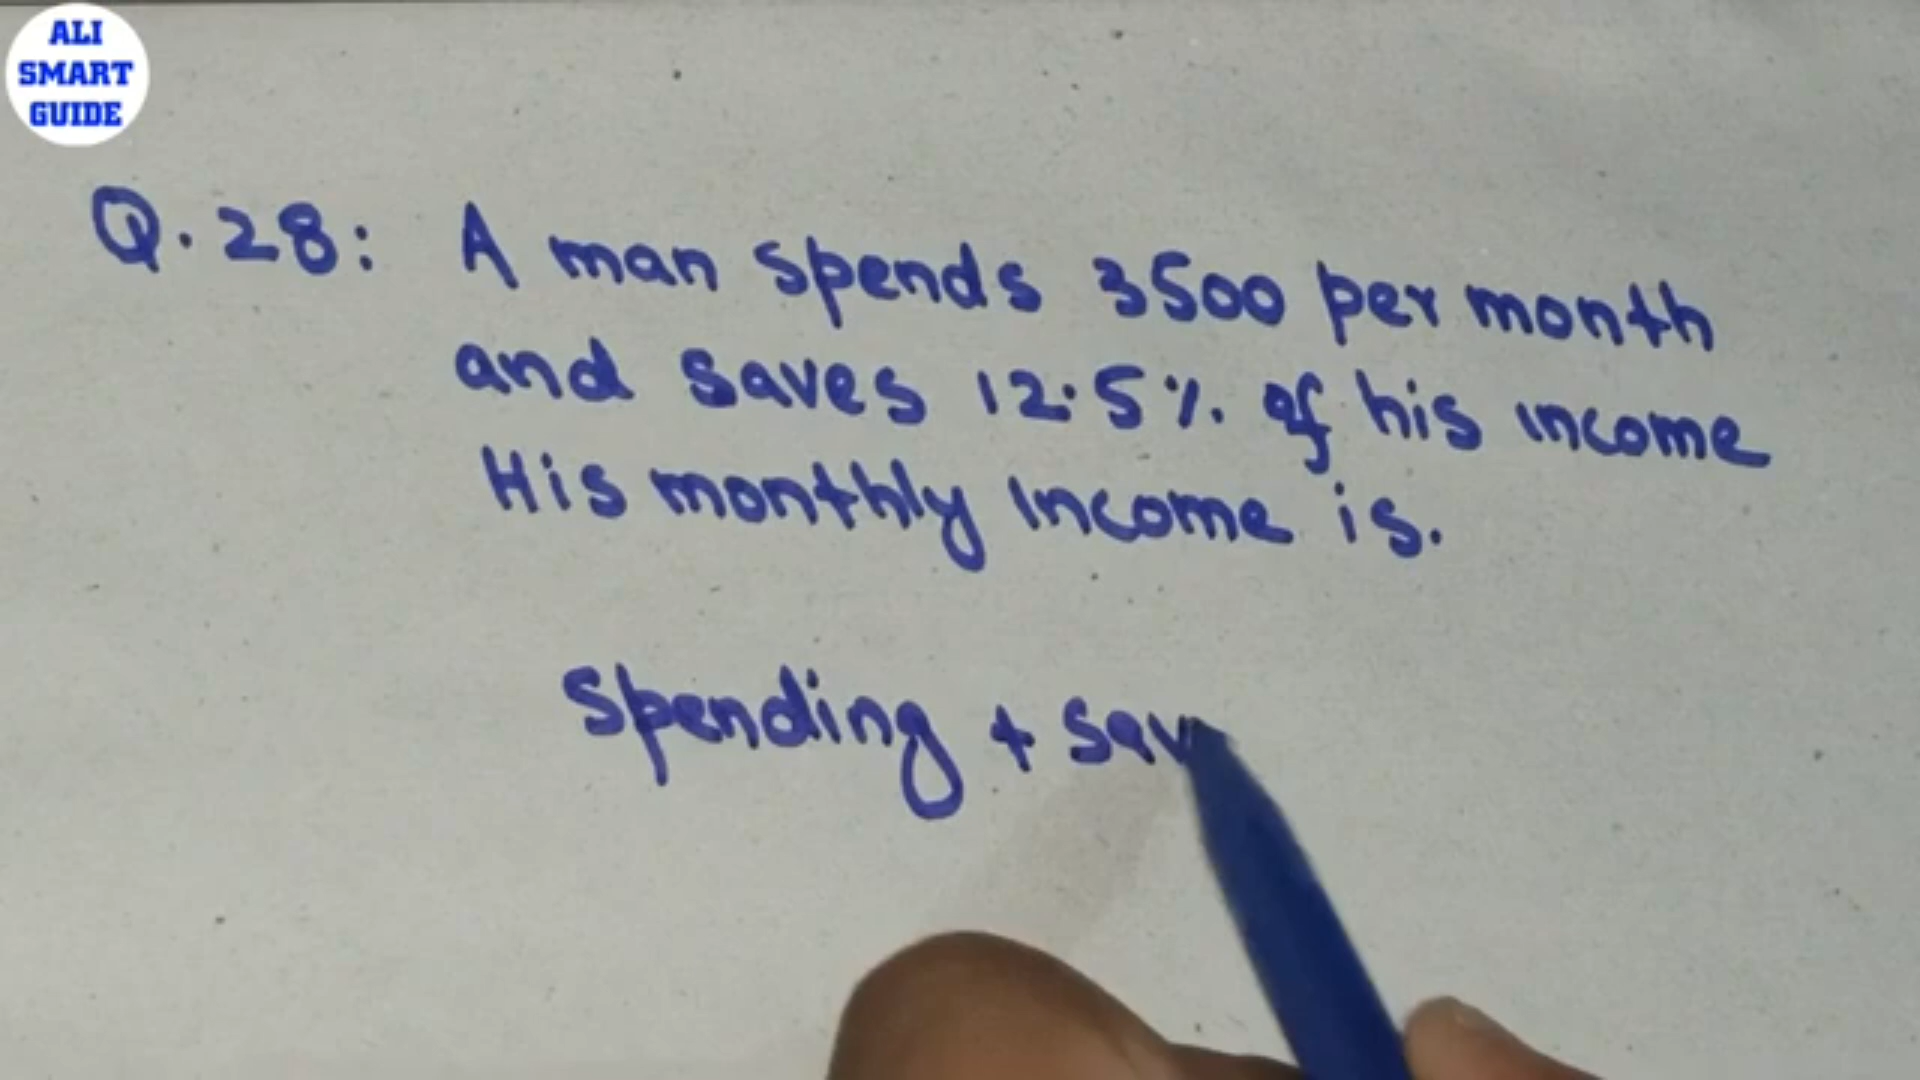 ALI
SMART
GUIDE
Q.28: A man spends 3500 per month
and saves 12.5%. of his income
His monthly Income is.
Spending + sav